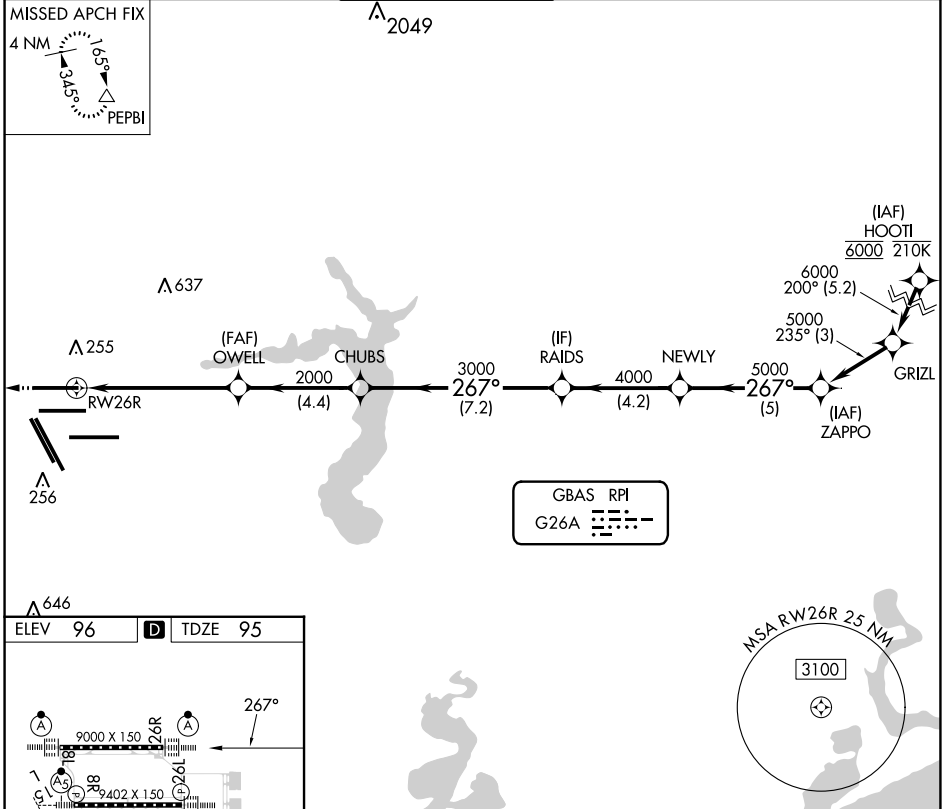 MISSED APCH FIX
4 NM
165°
345°
PEPBI
2049
(IAF)
HOOTI
6000 210K
6000
200° (5.2)
5000
235° (3)
GRIZL
637
255
(FAF)
OWELL
CHUBS
(IF)
RAIDS
NEWLY
RW26R
2000
(4.4)
3000
267°
(7.2)
4000
(4.2)
5000
267°
(5)
(IAF)
ZAPPO
256
GBAS RPI
G26A
646
ELEV 96 D TDZE 95
MSA RW26R 25 NM
3100
267°
A
A
9000 X 150
26R
8L
26L
8R
A5
P
P
9402 X 150
15L